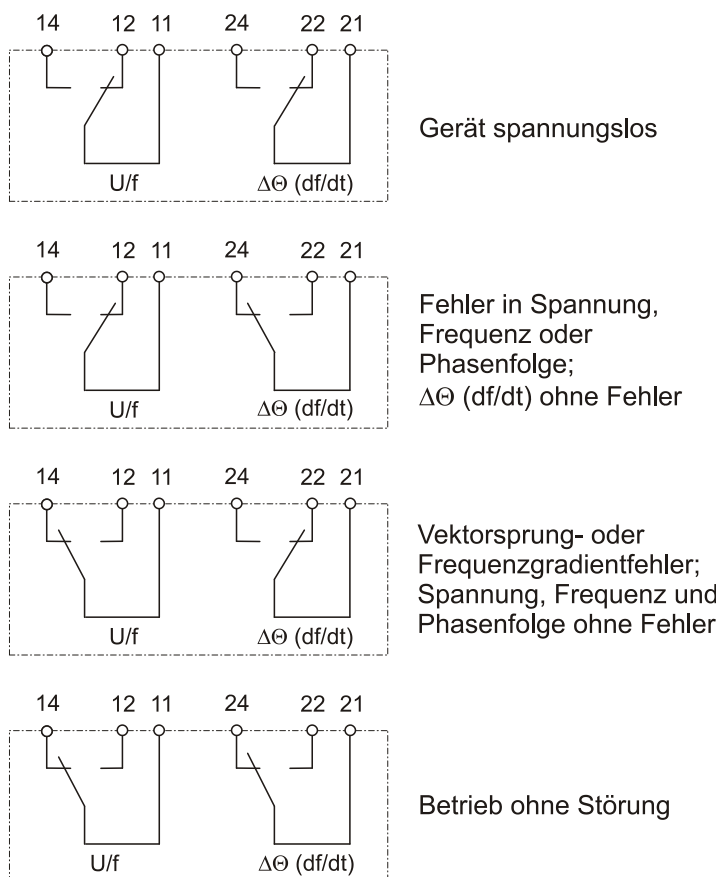 14 12 11 24 22 21
Gerät spannungslos
U/f ΔΘ (df/dt)
14 12 11 24 22 21
Fehler in Spannung,
Frequenz oder
Phasenfolge;
ΔΘ (df/dt) ohne Fehler
U/f ΔΘ (df/dt)
14 12 11 24 22 21
Vektorsprung- oder
Frequenzgradientfehler;
Spannung, Frequenz und
Phasenfolge ohne Fehler
U/f ΔΘ (df/dt)
14 12 11 24 22 21
Betrieb ohne Störung
U/f ΔΘ (df/dt)